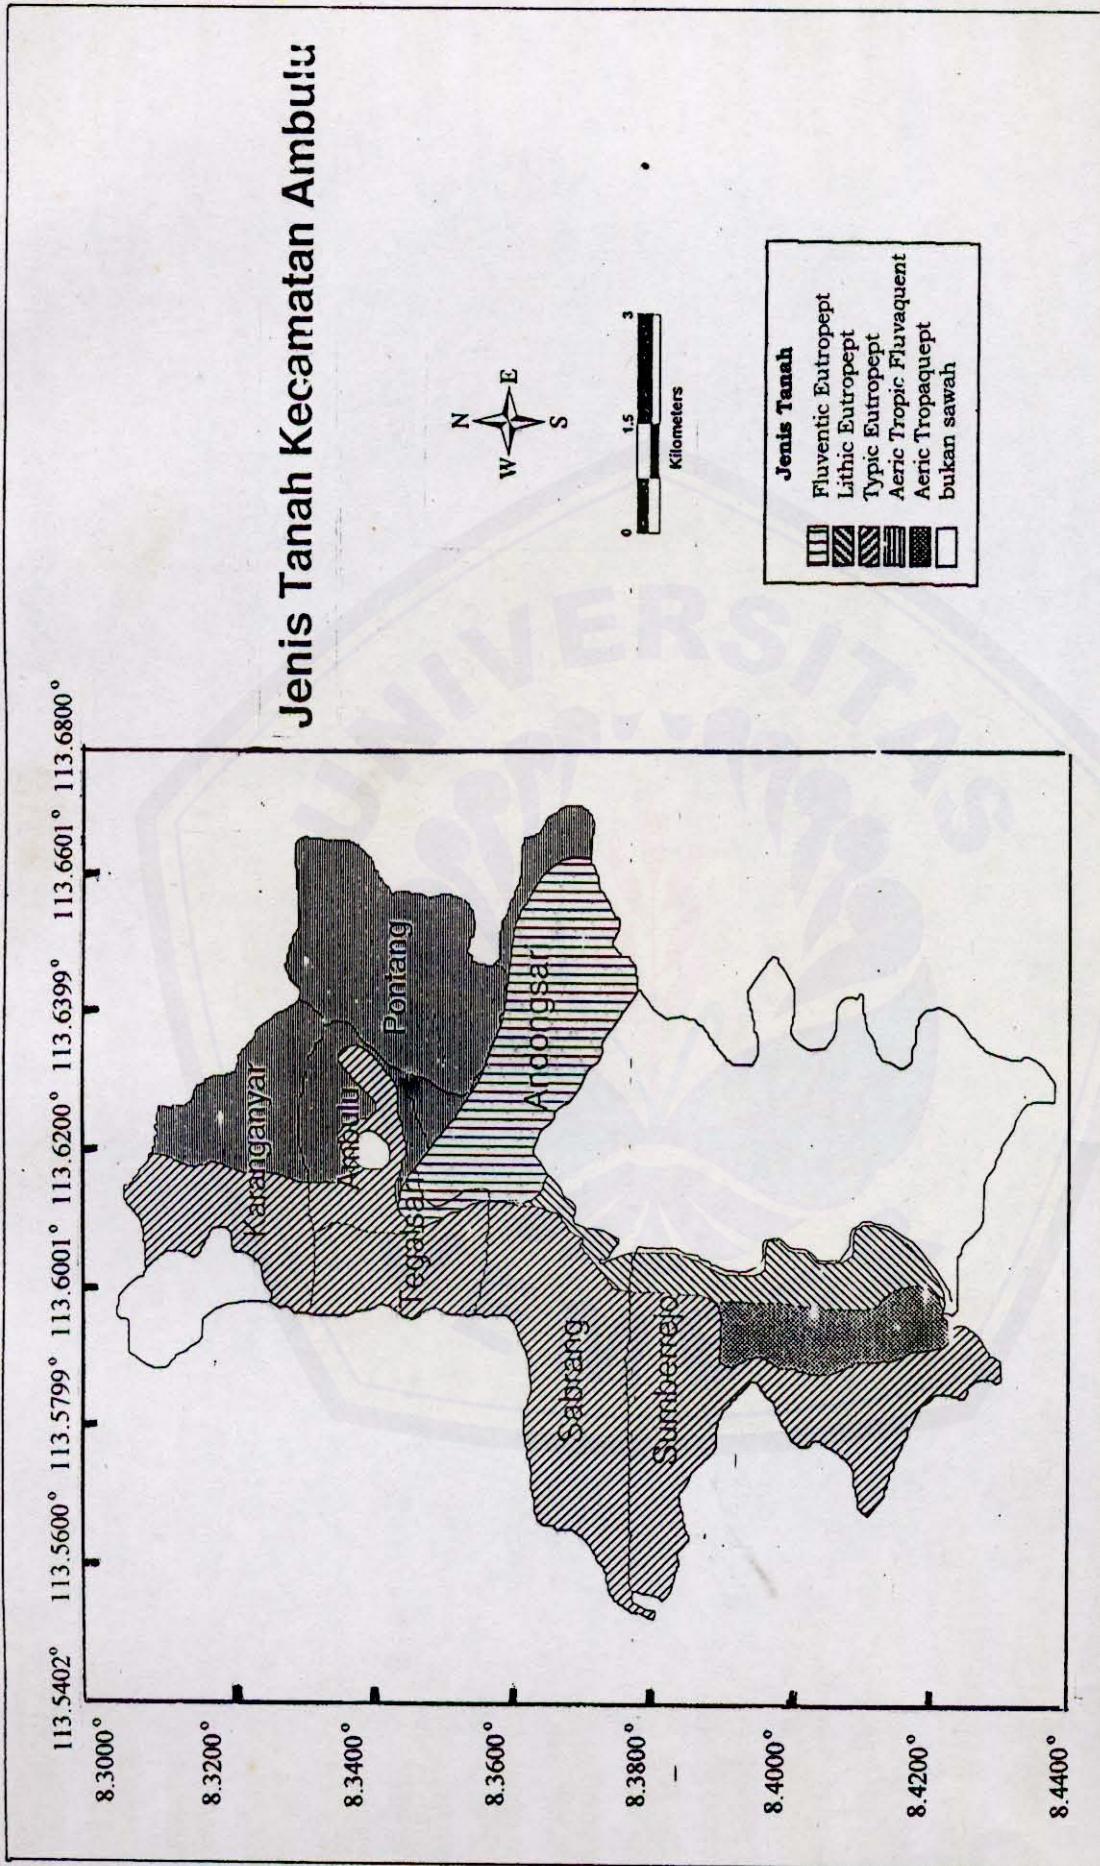 Jenis Tanah Kecamatan Ambulu
113.5402° 113.5600° 113.5799° 113.6001° 113.6200° 113.6399° 113.6601° 113.6800°
8.3000°
8.3200°
8.3400°
8.3600°
8.3800°
8.4000°
8.4200°
8.4400°
Karanganyar
Ambulu
Pontang
Tegalsari
Andongsari
Sabrang
Sumberrejo
N
W E
S
0 1.5 3
Kilometers
Jenis Tanah
Fluventic Eutropept
Lithic Eutropept
Typic Eutropept
Aeric Tropic Fluvaquent
Aeric Tropaquept
bukan sawah
UNIVERSITAS